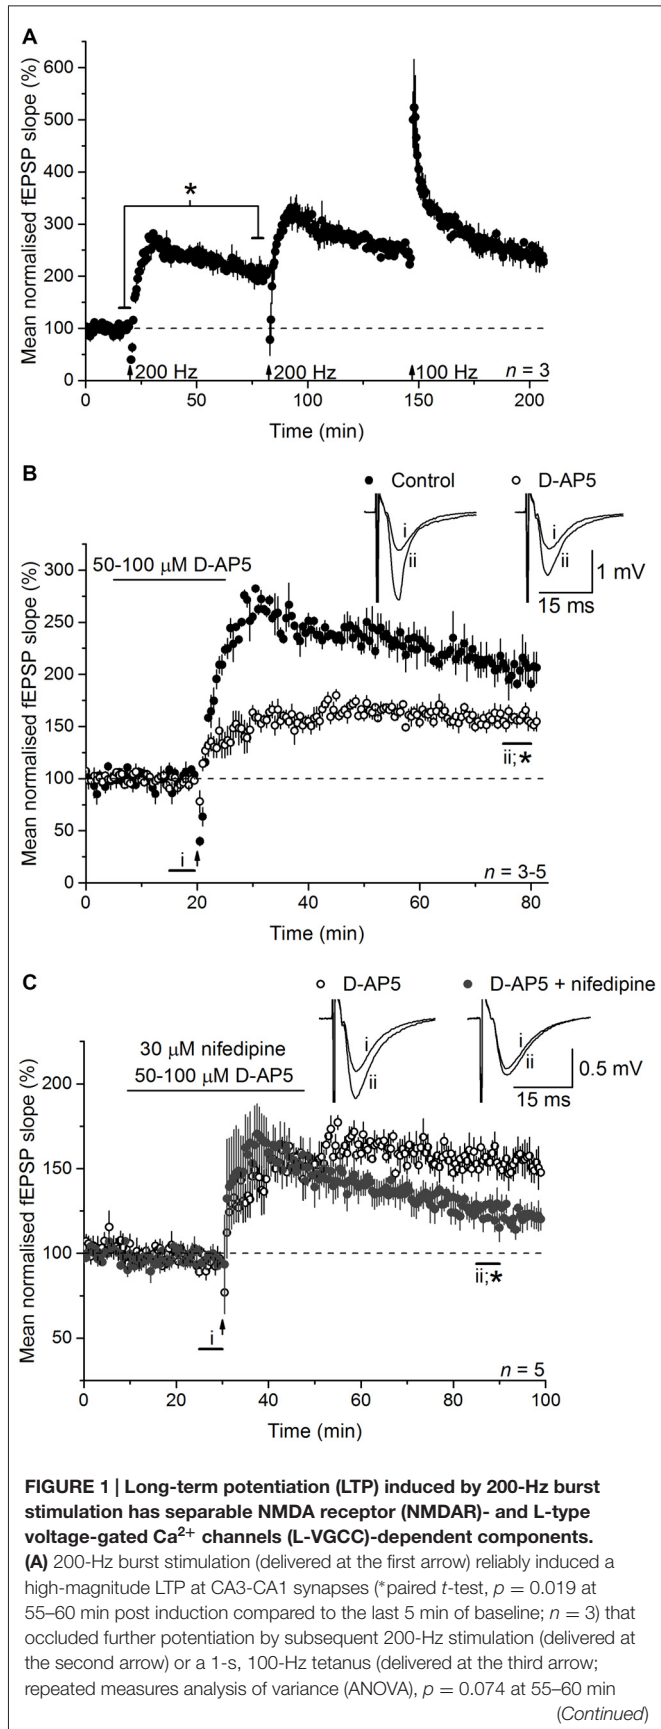 A
Mean normalised fEPSP slope (%)
600
500
400
300
200
100
0
*
200 Hz
200 Hz
100 Hz
n = 3
0
50
100
150
200
Time (min)
B
Control
D-AP5
i
ii
i
ii
1 mV
15 ms
50-100 μM D-AP5
Mean normalised fEPSP slope (%)
300
250
200
150
100
50
0
ii;*
i
n = 3-5
0
20
40
60
80
Time (min)
C
D-AP5
D-AP5 + nifedipine
i
ii
i
ii
0.5 mV
15 ms
30 μM nifedipine
50-100 μM D-AP5
Mean normalised fEPSP slope (%)
200
150
100
50
ii;*
i
n = 5
0
20
40
60
80
100
Time (min)
FIGURE 1 | Long-term potentiation (LTP) induced by 200-Hz burst
stimulation has separable NMDA receptor (NMDAR)- and L-type
voltage-gated Ca2+ channels (L-VGCC)-dependent components.
(A) 200-Hz burst stimulation (delivered at the first arrow) reliably induced a
high-magnitude LTP at CA3-CA1 synapses (*paired t-test, p = 0.019 at
55–60 min post induction compared to the last 5 min of baseline; n = 3) that
occluded further potentiation by subsequent 200-Hz stimulation (delivered at
the second arrow) or a 1-s, 100-Hz tetanus (delivered at the third arrow;
repeated measures analysis of variance (ANOVA), p = 0.074 at 55–60 min
(Continued)